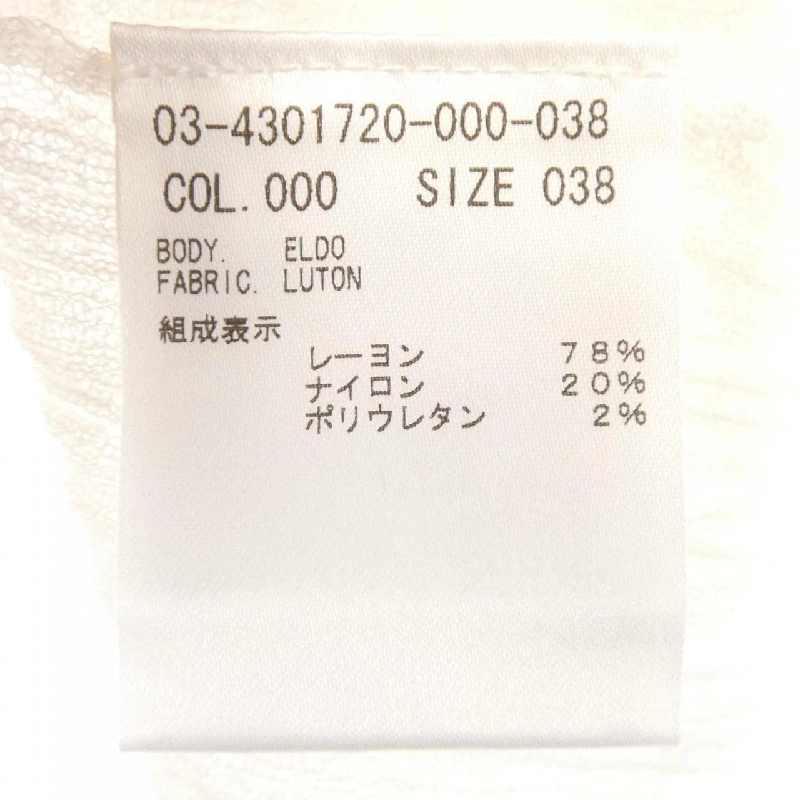 03-4301720-000-038
COL.000 SIZE 038
BODY. ELDO
FABRIC. LUTON
組成表示
レーヨン 78%
ナイロン 20%
ポリウレタン 2%